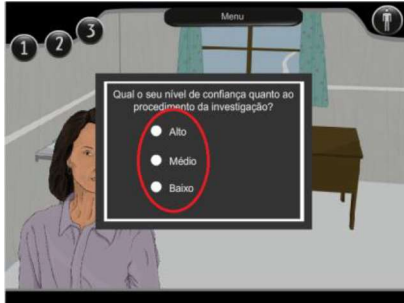 Menu
1 2 3
Qual o seu nível de confiança quanto ao
procedimento da investigação?
Alto
Médio
Baixo